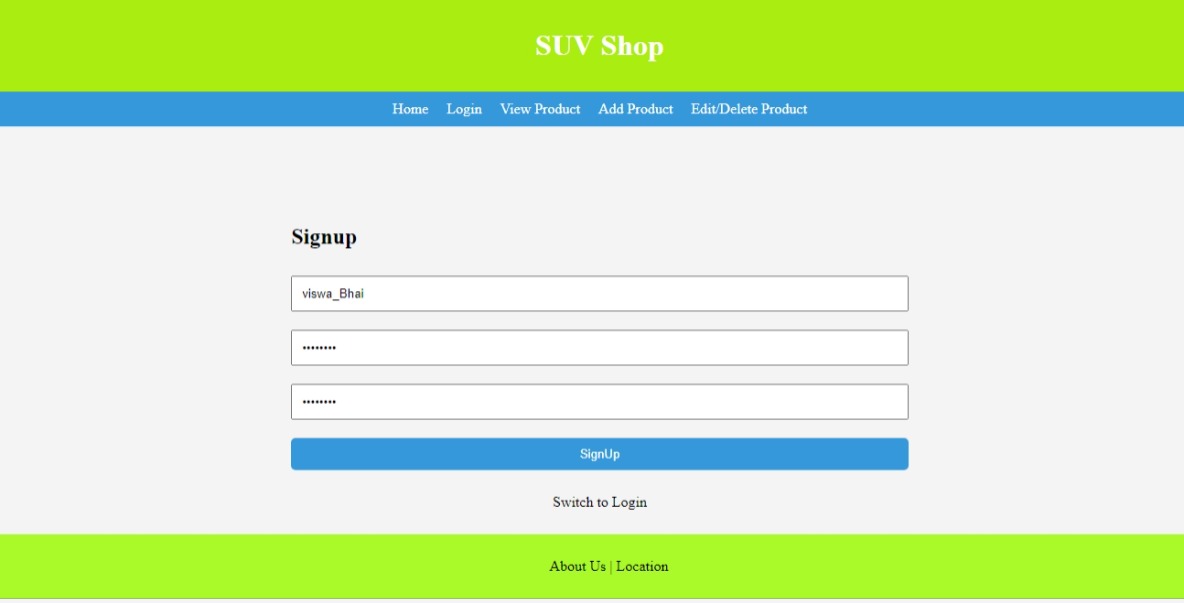 SUV Shop
Home Login View Product Add Product Edit/Delete Product
Signup
viswa_Bhai
••••••••
••••••••
SignUp
Switch to Login
About Us | Location